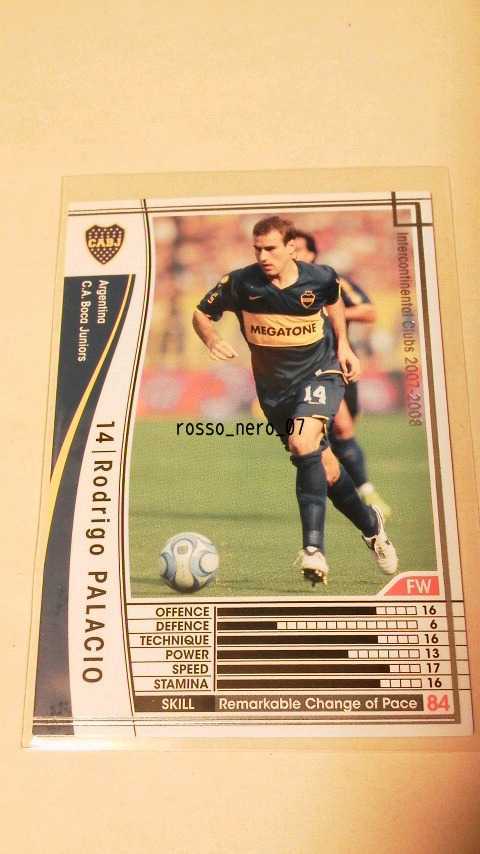 CABJ
Argentina
C.A. Boca Juniors
14 | Rodrigo PALACIO
Intercontinental Clubs 2007-2008
MEGATONE
14
rosso_nero_07
FW
OFFENCE 16
DEFENCE 6
TECHNIQUE 16
POWER 13
SPEED 17
STAMINA 16
SKILL Remarkable Change of Pace 84